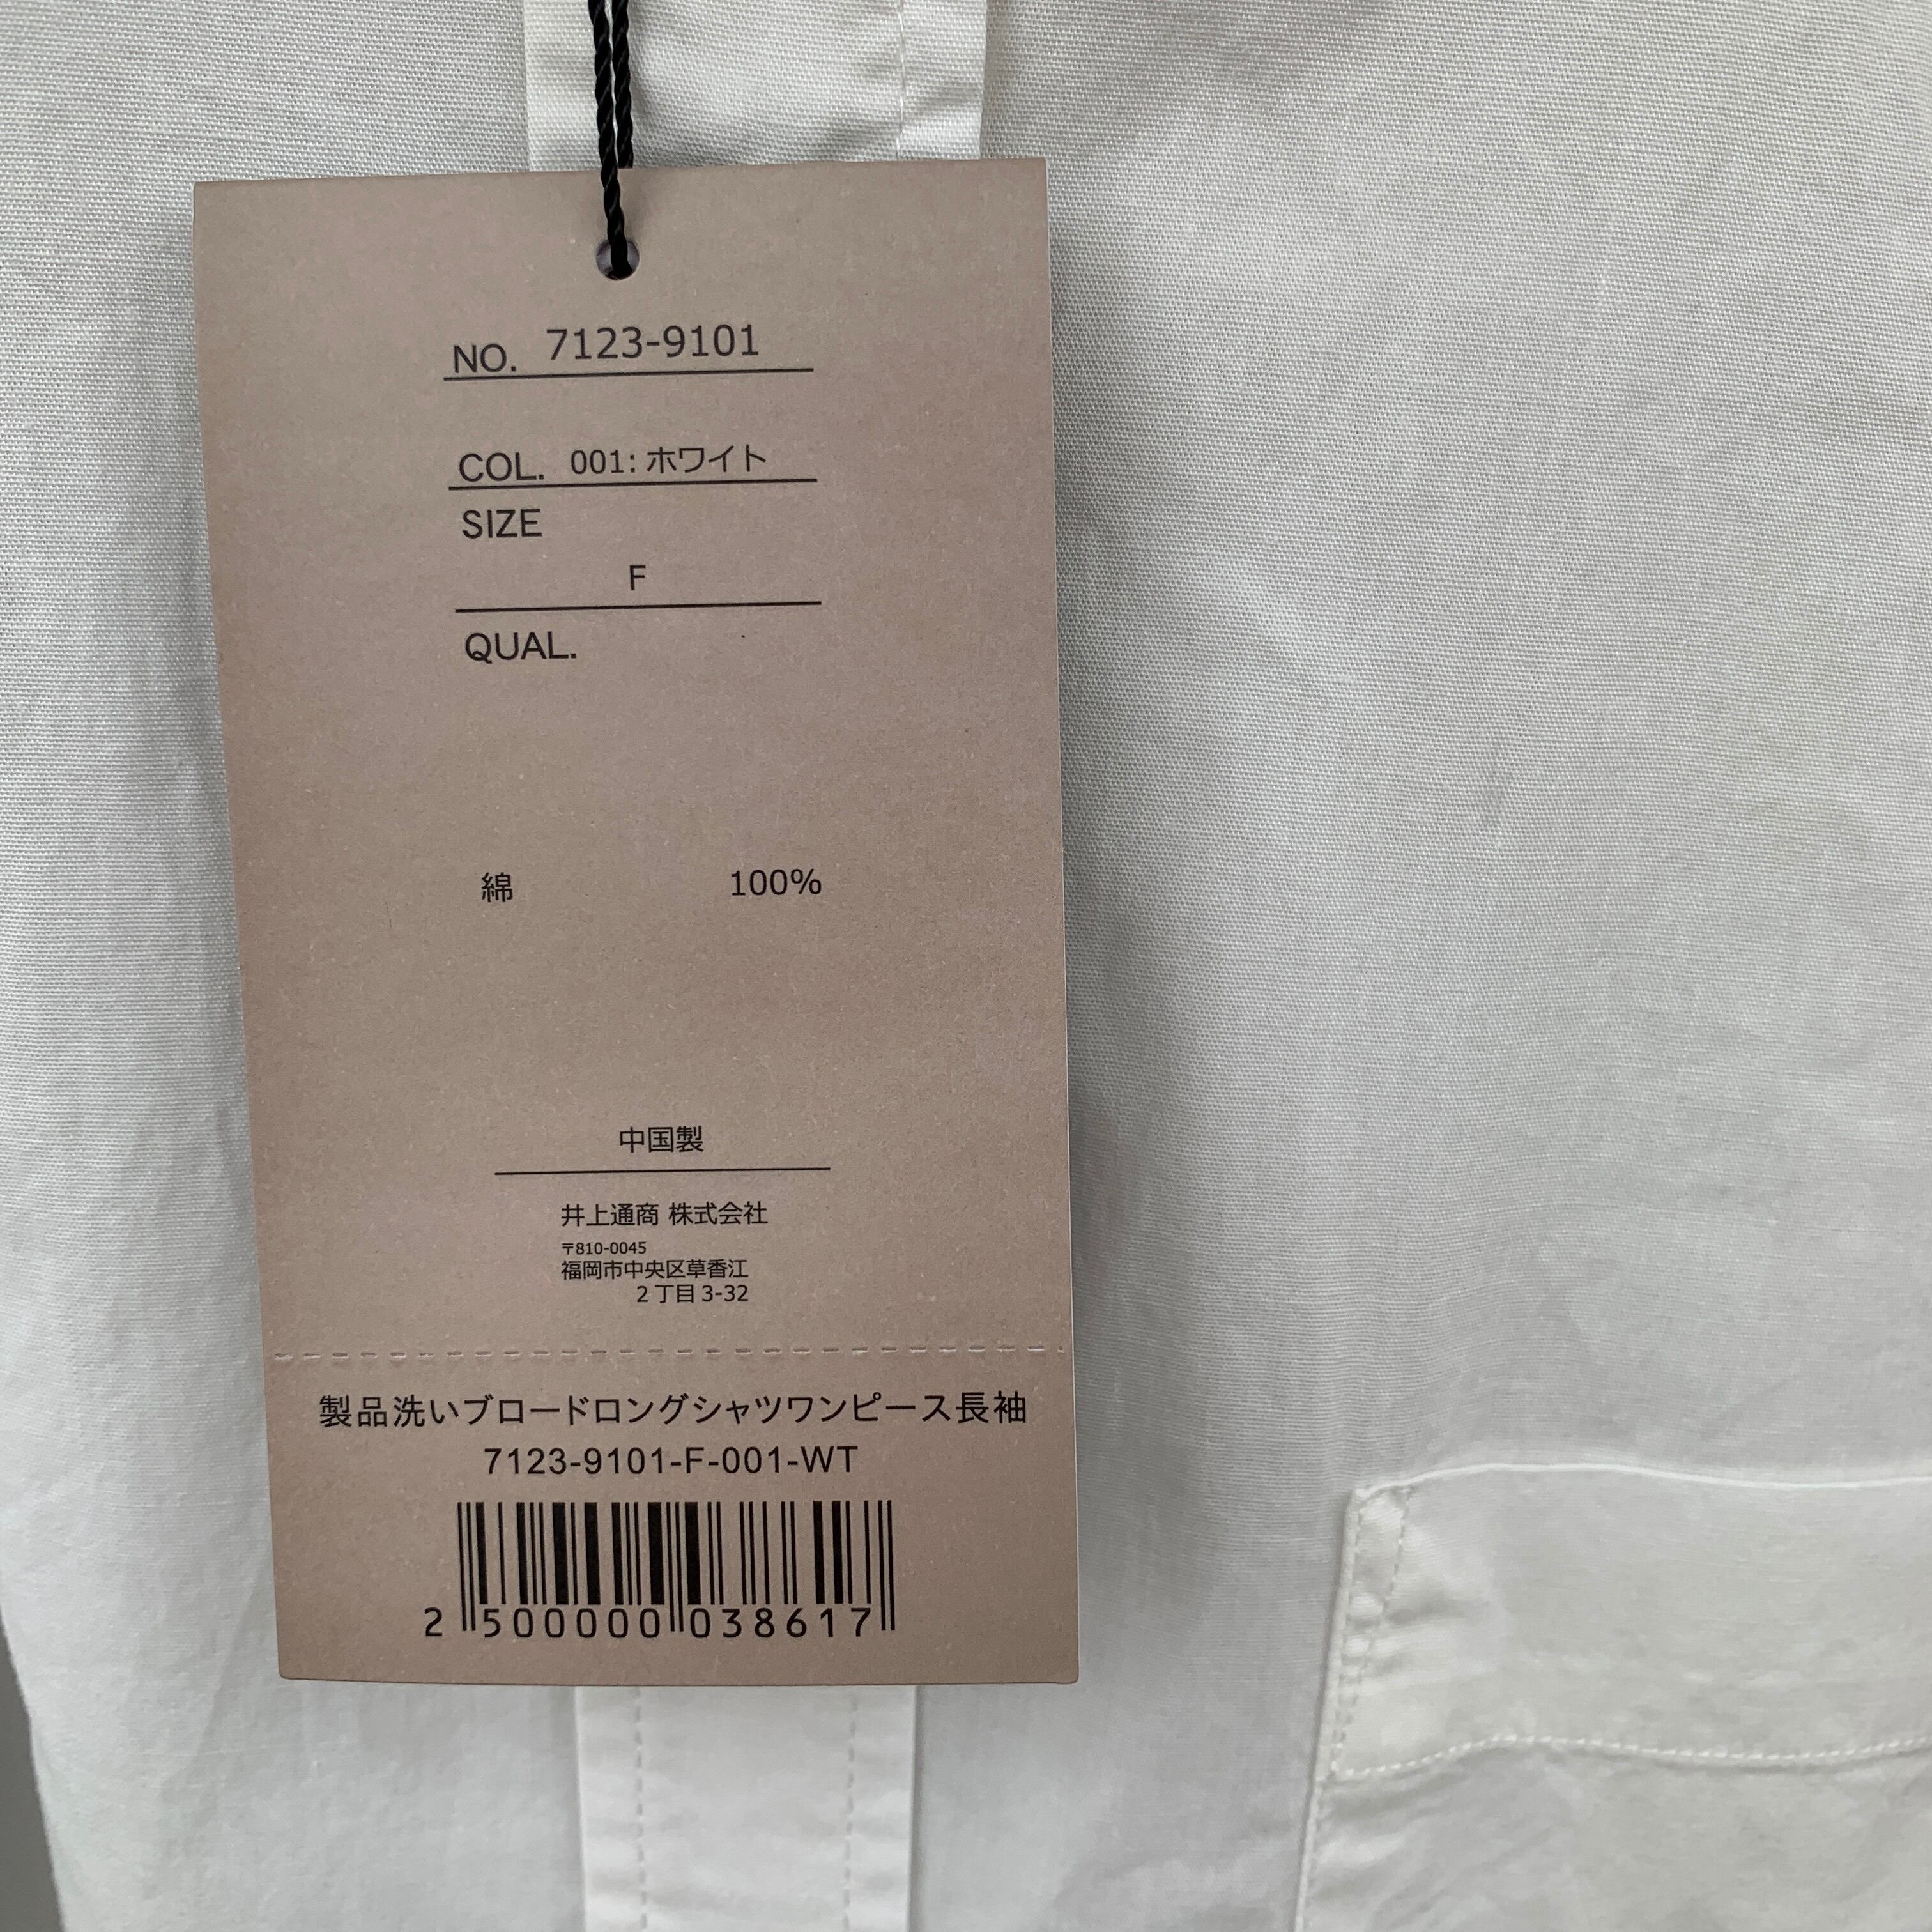 NO. 7123-9101
COL. 001:ホワイト
SIZE
F
QUAL.
綿 100%
中国製
井上通商 株式会社
〒810-0045
福岡市中央区草香江
2丁目3-32
製品洗いブロードロングシャツワンピース長袖
7123-9101-F-001-WT
2 500000 038617